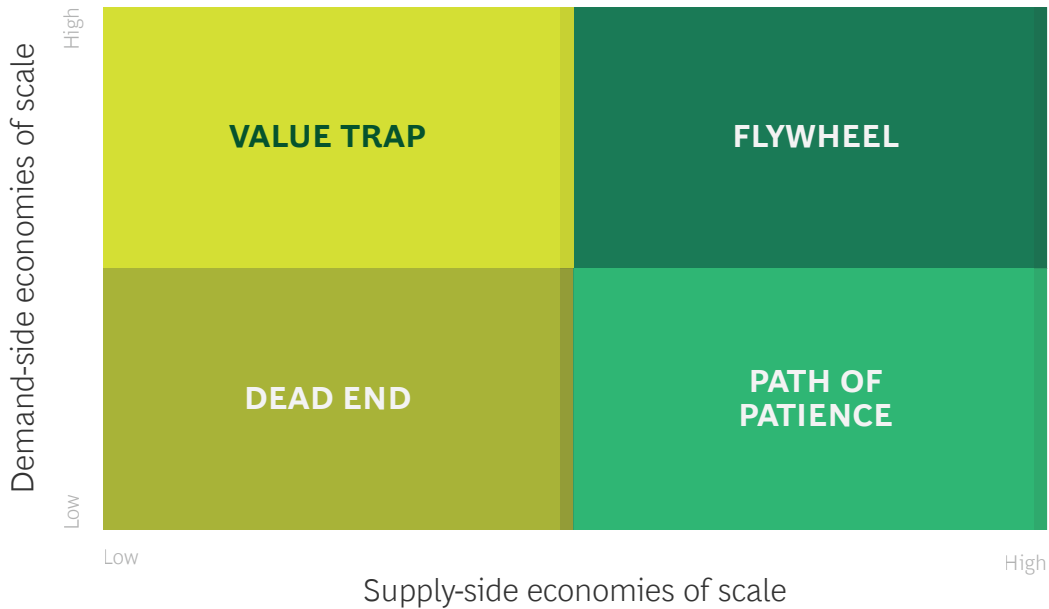 High
Demand-side economies of scale
VALUE TRAP
FLYWHEEL
DEAD END
PATH OF
PATIENCE
Low
Low
High
Supply-side economies of scale